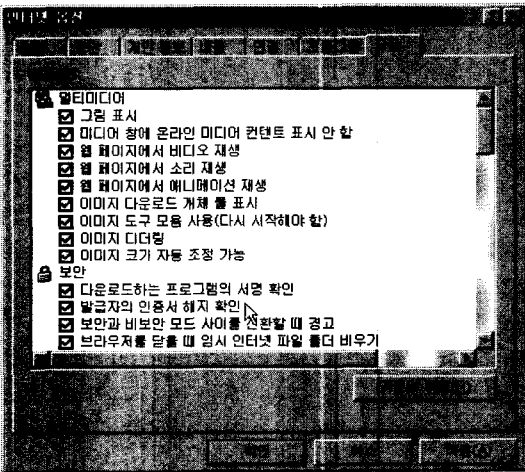 인터넷 옵션
멀티미디어
그림 표시
미디어 창에 온라인 미디어 컨텐트 표시 안 함
웹 페이지에서 비디오 재생
웹 페이지에서 소리 재생
웹 페이지에서 애니메이션 재생
이미지 다운로드 개체 틀 표시
이미지 도구 모음 사용(다시 시작해야 함)
이미지 디더링
이미지 크기 자동 조정 가능
보안
다운로드하는 프로그램의 서명 확인
발급자의 인증서 해지 확인
보안과 비보안 모드 사이를 전환할 때 경고
브라우저를 닫을 때 임시 인터넷 파일 폴더 비우기